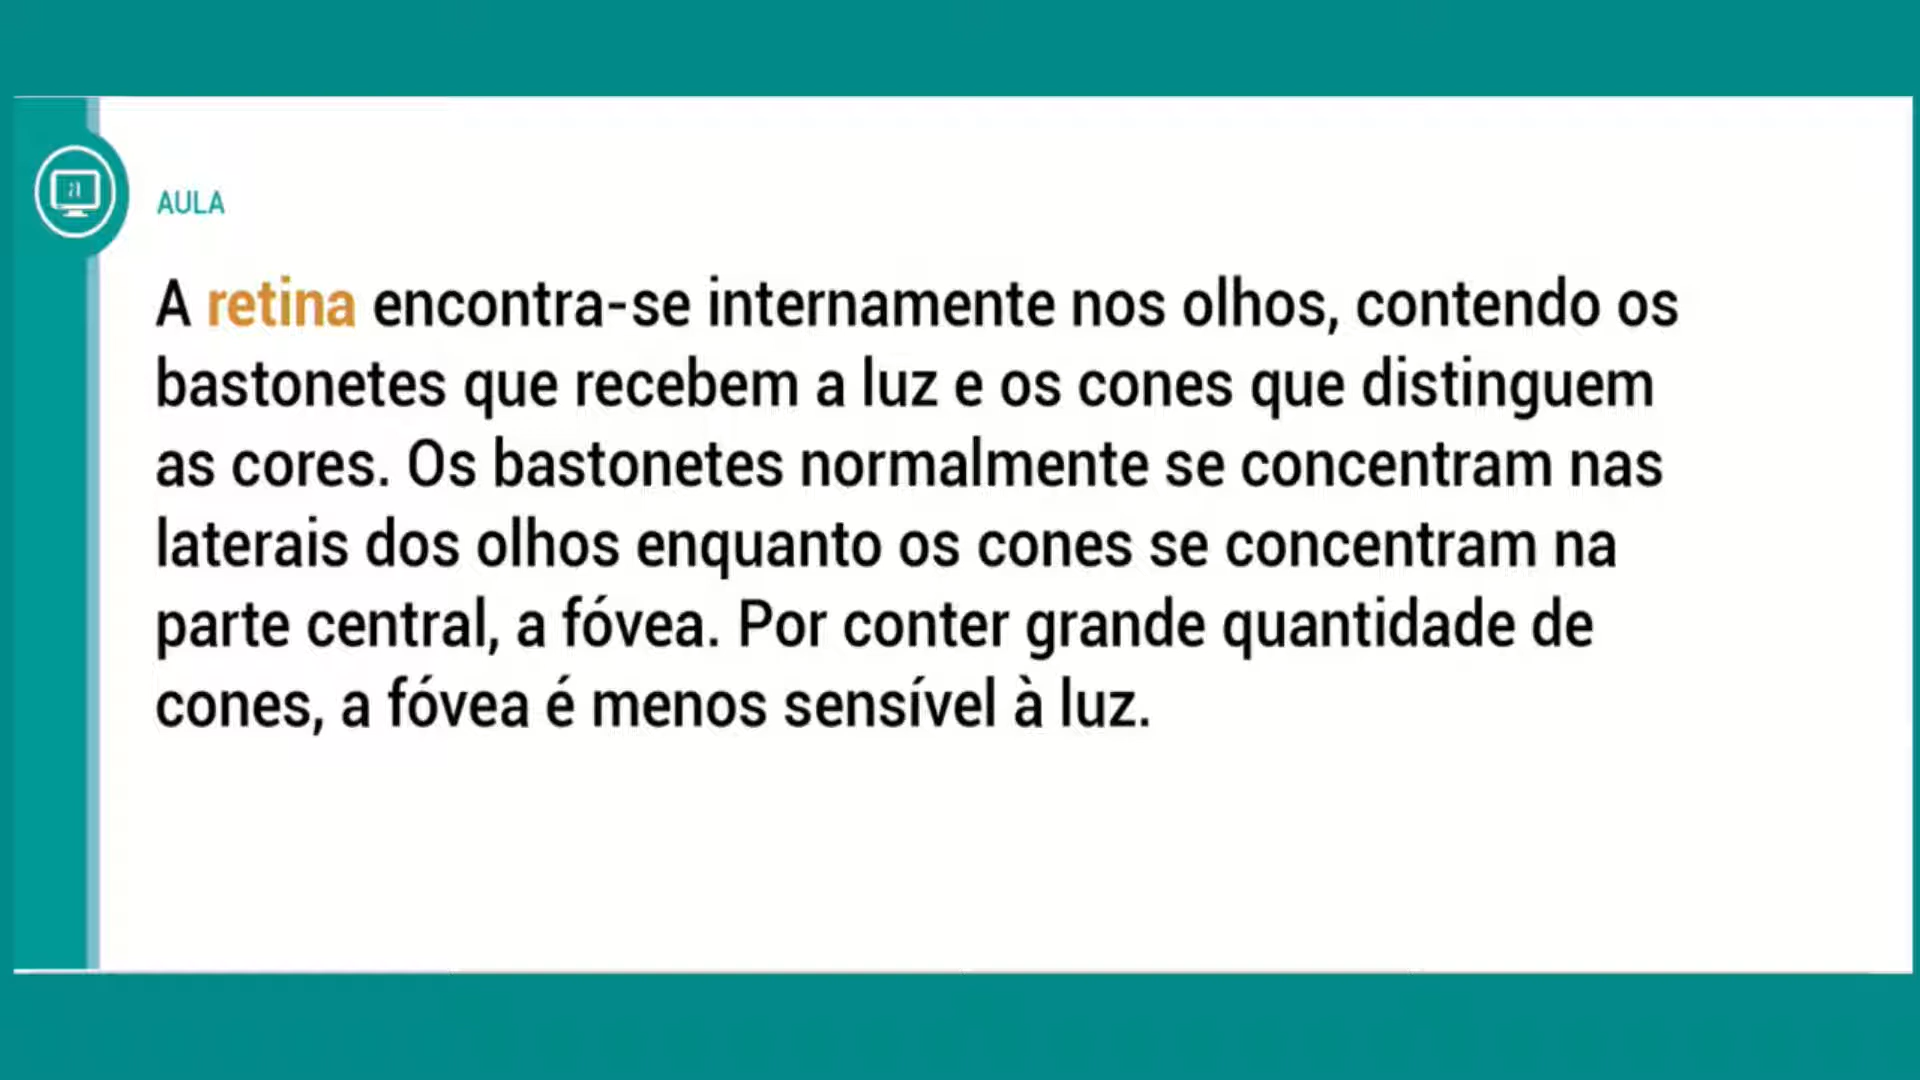 AULA
A retina encontra-se internamente nos olhos, contendo os
bastonetes que recebem a luz e os cones que distinguem
as cores. Os bastonetes normalmente se concentram nas
laterais dos olhos enquanto os cones se concentram na
parte central, a fóvea. Por conter grande quantidade de
cones, a fóvea é menos sensível à luz.